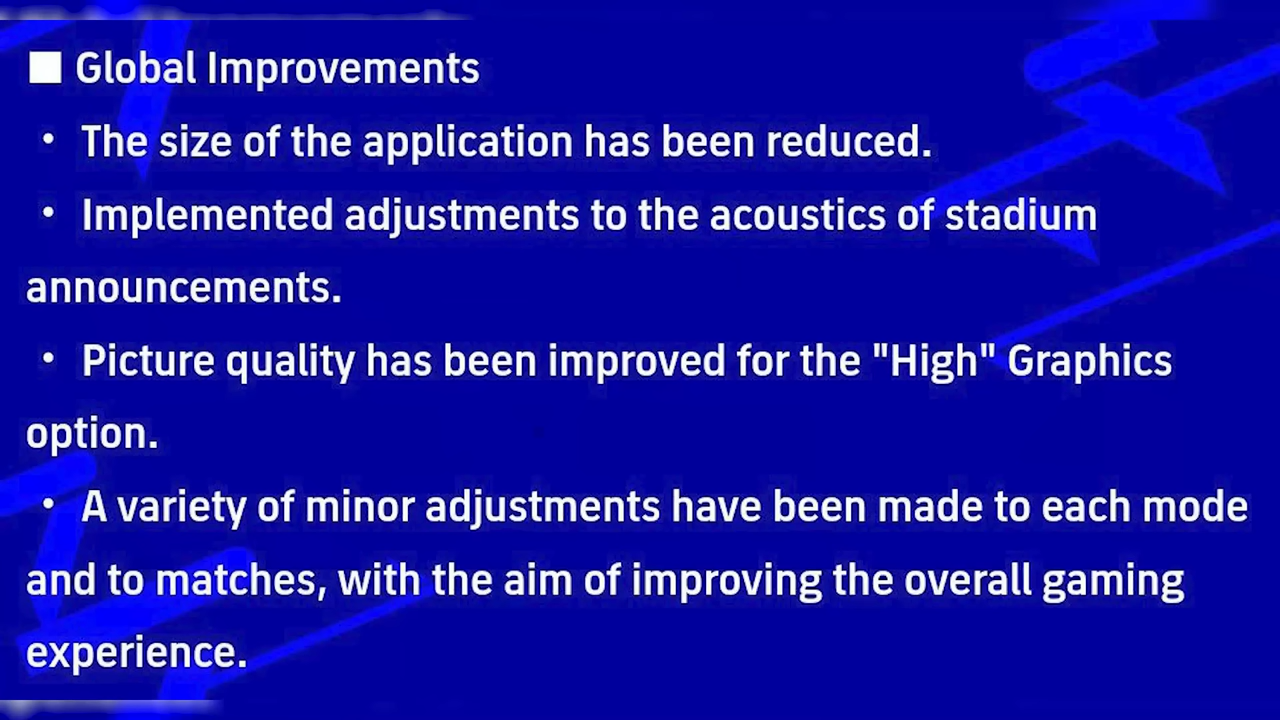 ■ Global Improvements
・ The size of the application has been reduced.
・ Implemented adjustments to the acoustics of stadium
announcements.
・ Picture quality has been improved for the "High" Graphics
option.
・ A variety of minor adjustments have been made to each mode
and to matches, with the aim of improving the overall gaming
experience.